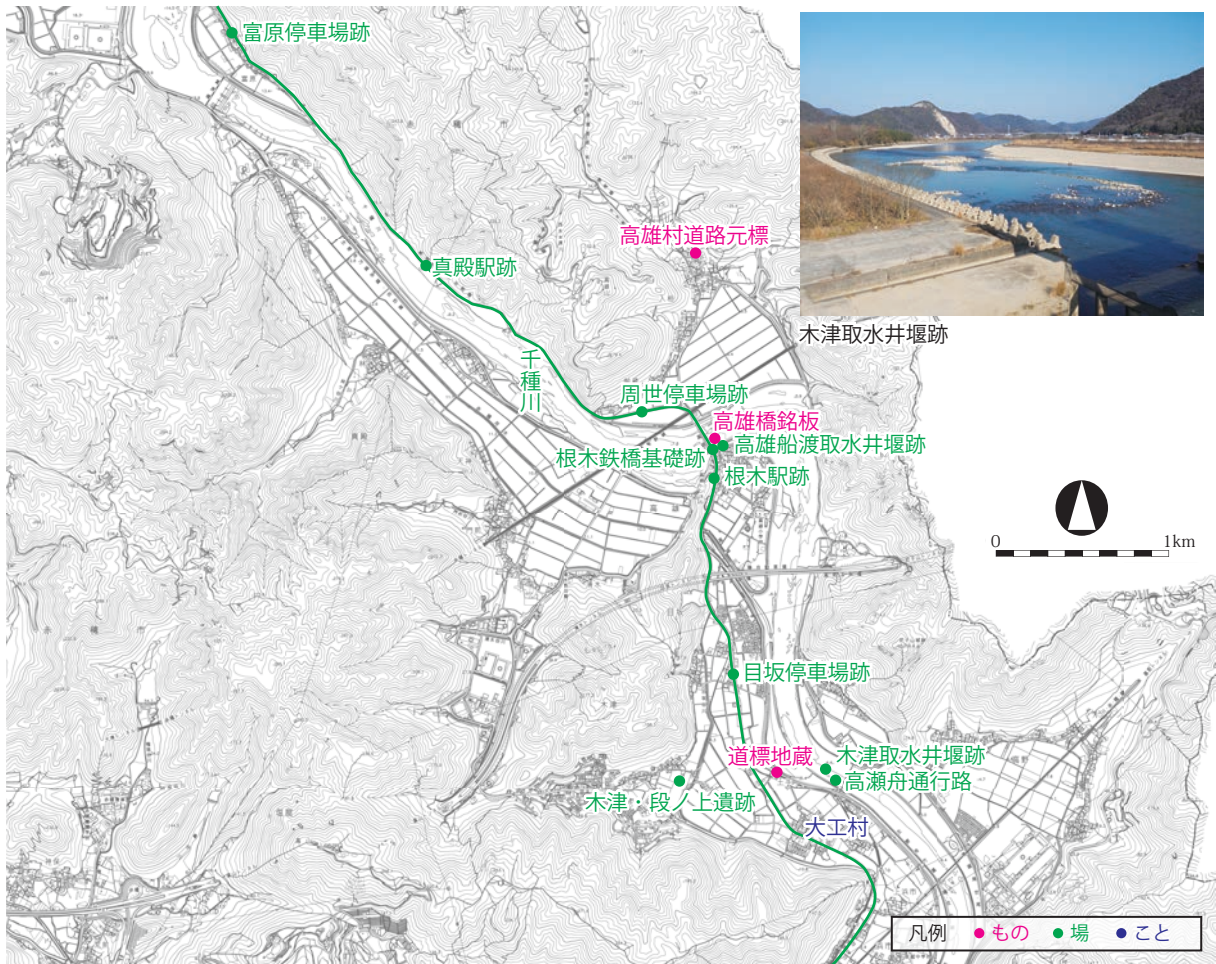 富原停車場跡
高雄村道路元標
真殿駅跡
木津取水井堰跡
千種川
周世停車場跡
高雄橋銘板
高雄船渡取水井堰跡
根木鉄橋基礎跡
根木駅跡
高雄
0 1km
目坂停車場跡
木津
道標地蔵
木津取水井堰跡
高瀬舟通行路
木津・段ノ上遺跡
大工村
凡例 もの 場 こと